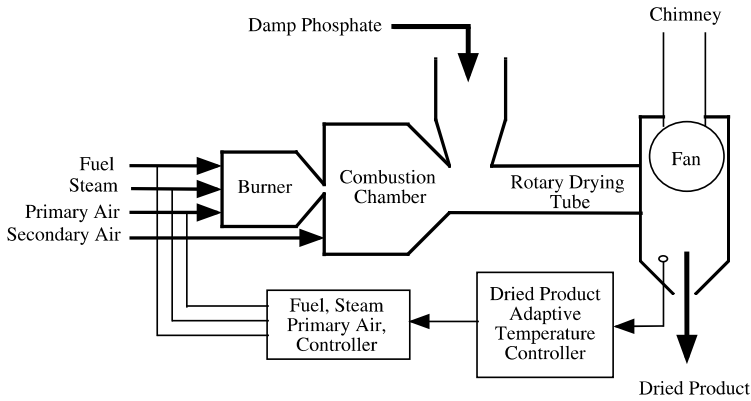 Chimney
Damp Phosphate
Fan
Fuel
Steam
Primary Air
Secondary Air
Burner
Combustion
Chamber
Rotary Drying
Tube
Fuel, Steam
Primary Air,
Controller
Dried Product
Adaptive
Temperature
Controller
Dried Product